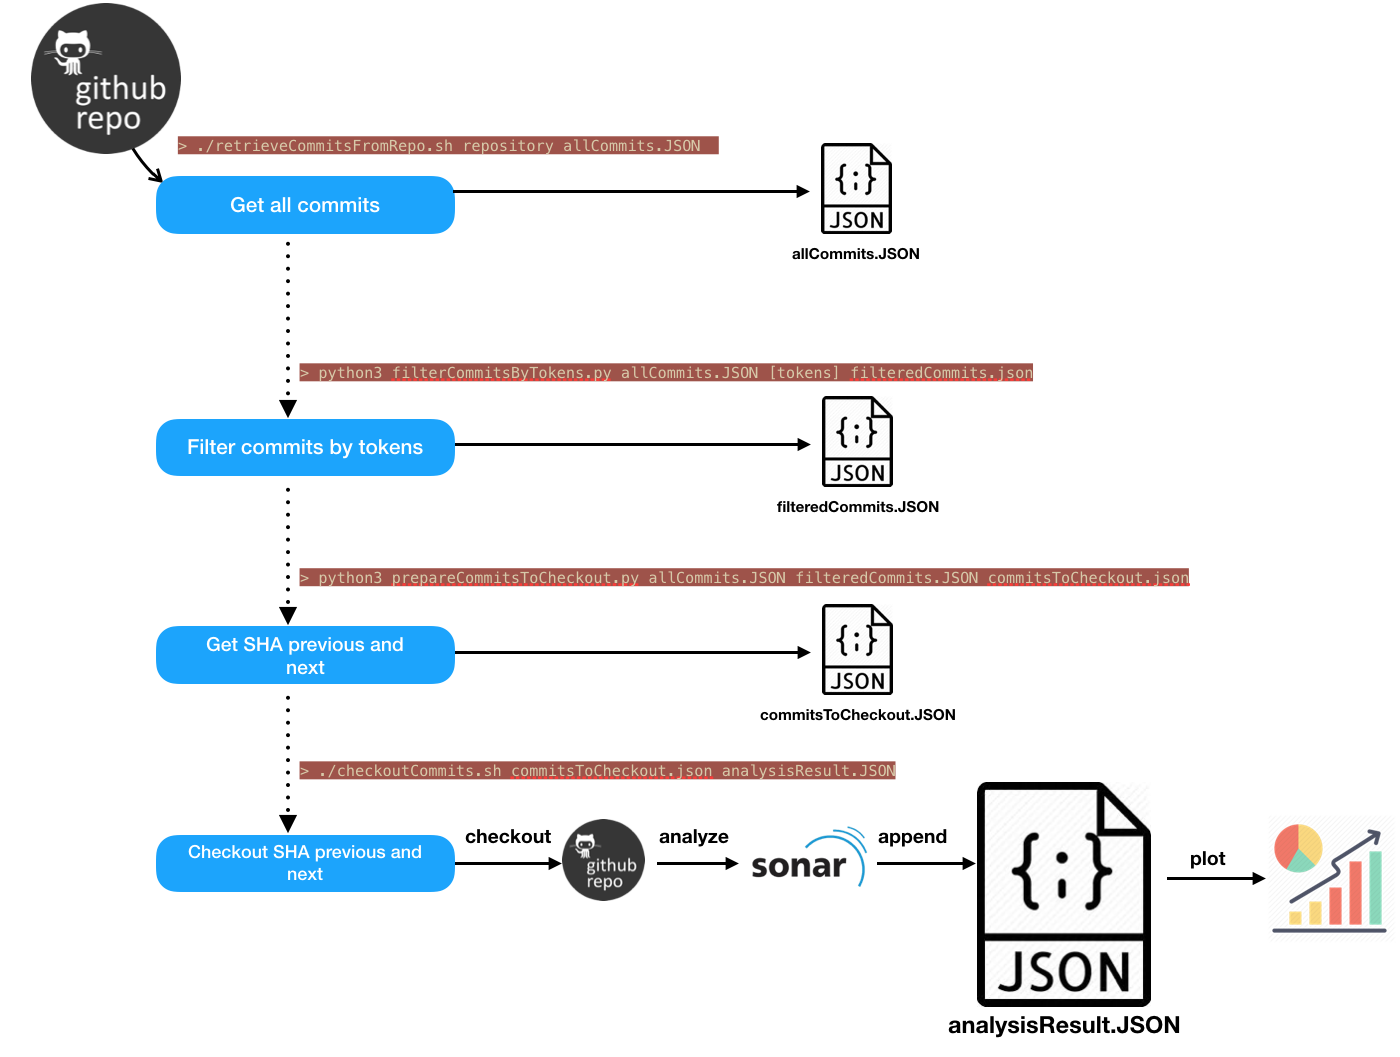 github
repo
> ./retrieveCommitsFromRepo.sh repository allCommits.JSON
Get all commits
{;}
JSON
allCommits.JSON
> python3 filterCommitsByTokens.py allCommits.JSON [tokens] filteredCommits.json
Filter commits by tokens
{;}
JSON
filteredCommits.JSON
> python3 prepareCommitsToCheckout.py allCommits.JSON filteredCommits.JSON commitsToCheckout.json
Get SHA previous and
next
{;}
JSON
commitsToCheckout.JSON
> ./checkoutCommits.sh commitsToCheckout.json analysisResult.JSON
Checkout SHA previous and
next
checkout
github
repo
analyze
sonar
append
{;}
JSON
analysisResult.JSON
plot